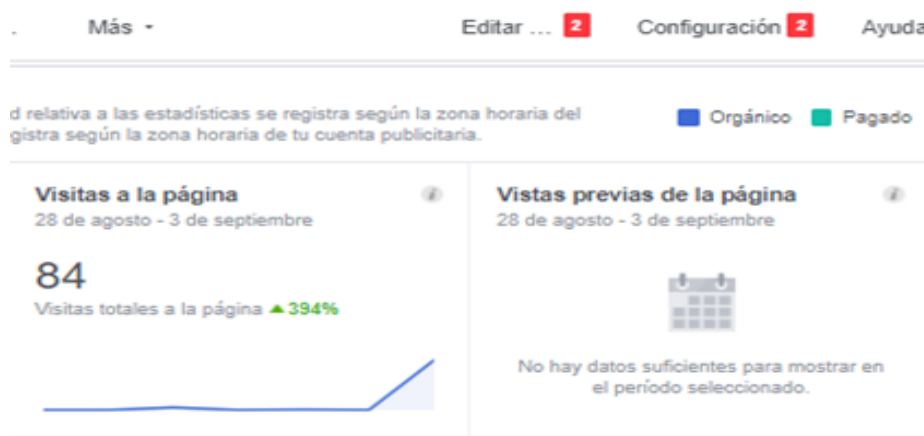 . Más Editar ... 2 Configuración 2 Ayuda
d relativa a las estadísticas se registra según la zona horaria del
gistra según la zona horaria de tu cuenta publicitaria.
Orgánico Pagado
Visitas a la página i
28 de agosto - 3 de septiembre
84
Visitas totales a la página ▲ 394%
Vistas previas de la página i
28 de agosto - 3 de septiembre
No hay datos suficientes para mostrar en
el período seleccionado.